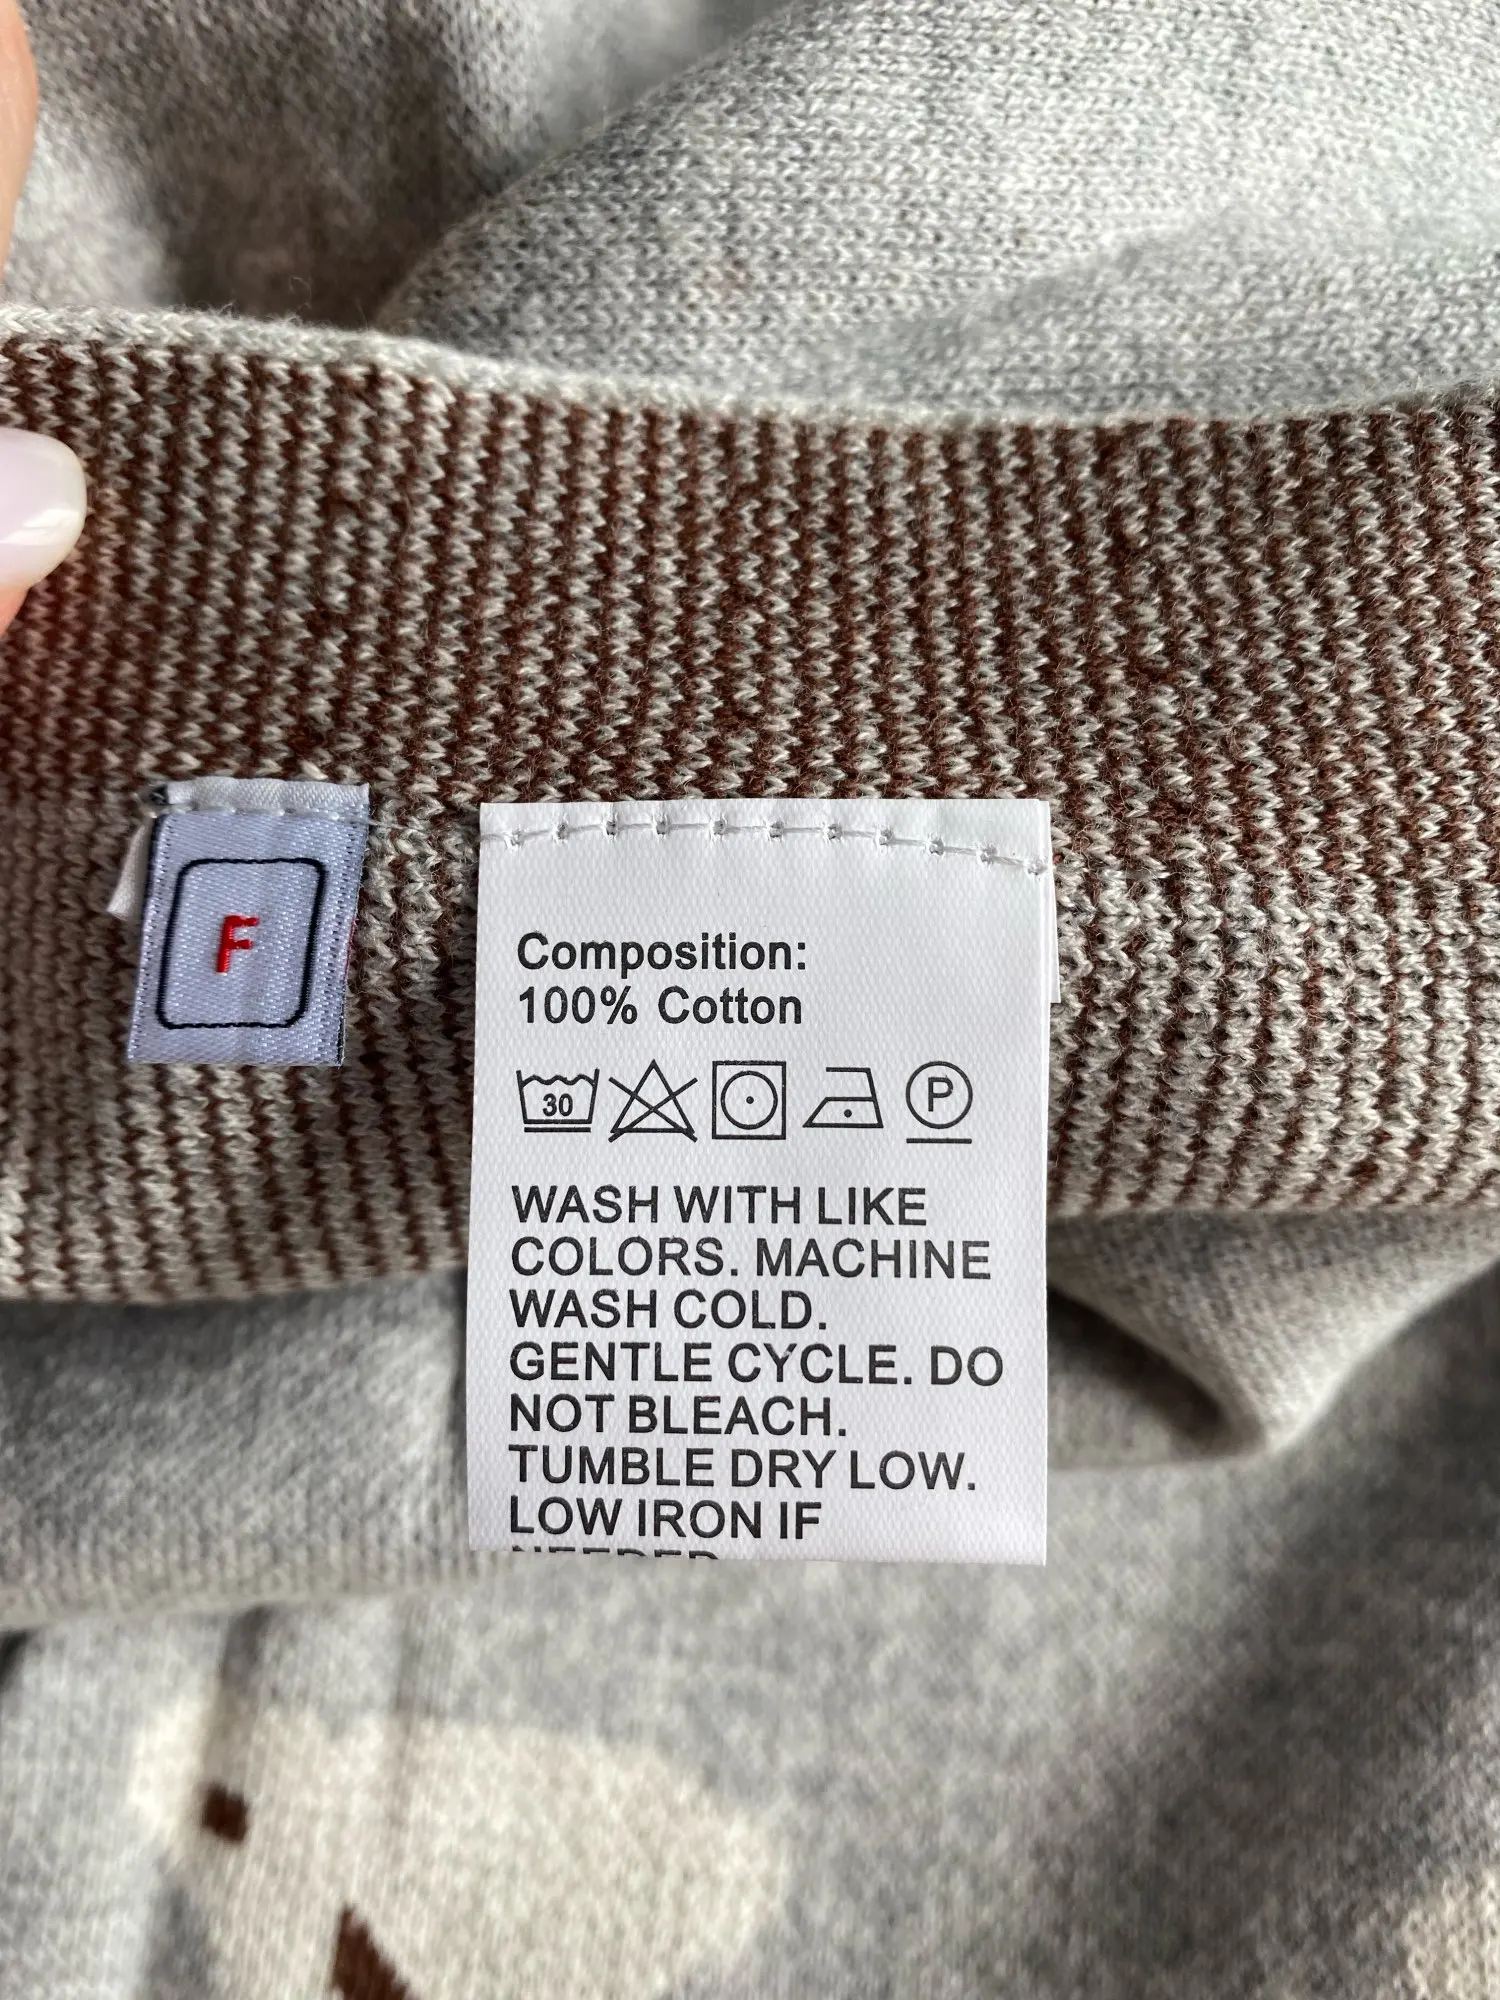 F
Composition:
100% Cotton
30
P
WASH WITH LIKE
COLORS. MACHINE
WASH COLD.
GENTLE CYCLE. DO
NOT BLEACH.
TUMBLE DRY LOW.
LOW IRON IF